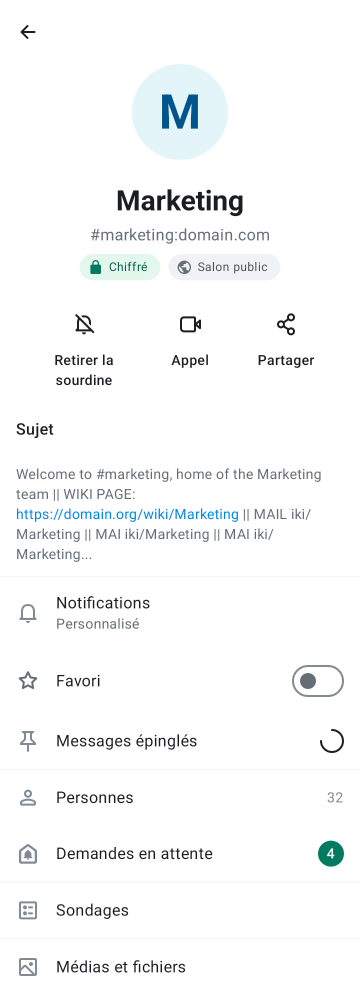 M
Marketing
#marketing:domain.com
Chiffré
Salon public
Retirer la
sourdine
Appel
Partager
Sujet
Welcome to #marketing, home of the Marketing
team || WIKI PAGE:
https://domain.org/wiki/Marketing || MAIL iki/
Marketing || MAI iki/Marketing || MAI iki/
Marketing...
Notifications
Personnalisé
Favori
Messages épinglés
Personnes 32
Demandes en attente 4
Sondages
Médias et fichiers